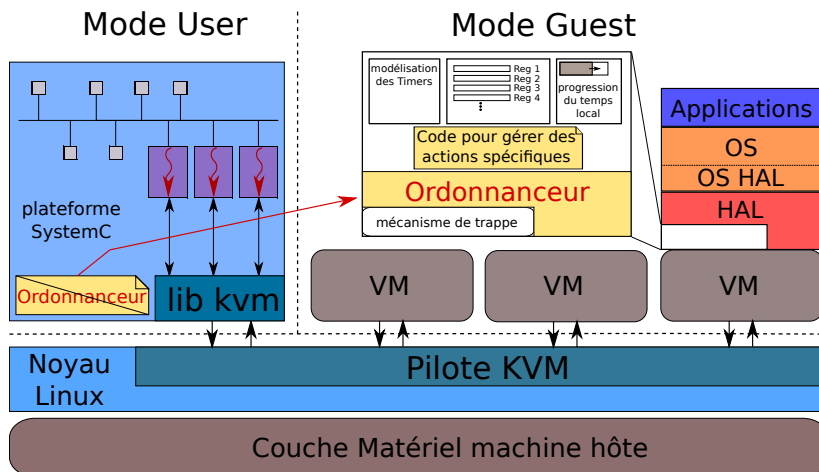 Mode User
Mode Guest
modélisation
des Timers
Reg 1
Reg 2
Reg 3
Reg 4
progression
du temps
local
Code pour gérer des
actions spécifiques
Ordonnanceur
mécanisme de trappe
Applications
OS
OS HAL
HAL
plateforme
SystemC
Ordonnanceur
lib kvm
VM
VM
VM
Noyau
Linux
Pilote KVM
Couche Matériel machine hôte